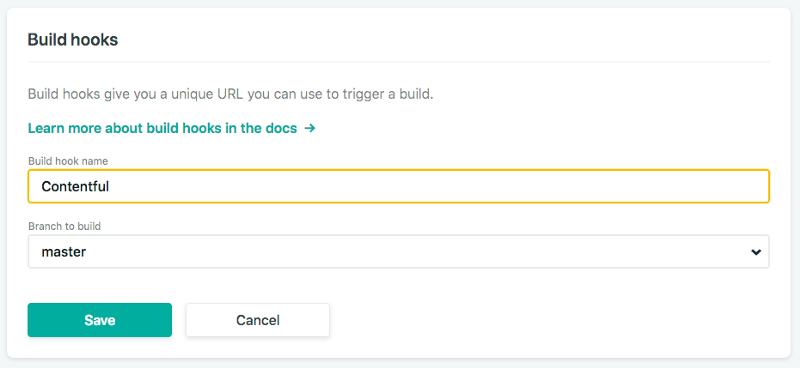 Build hooks
Build hooks give you a unique URL you can use to trigger a build.
Learn more about build hooks in the docs →
Build hook name
Contentful
Branch to build
master
Save Cancel